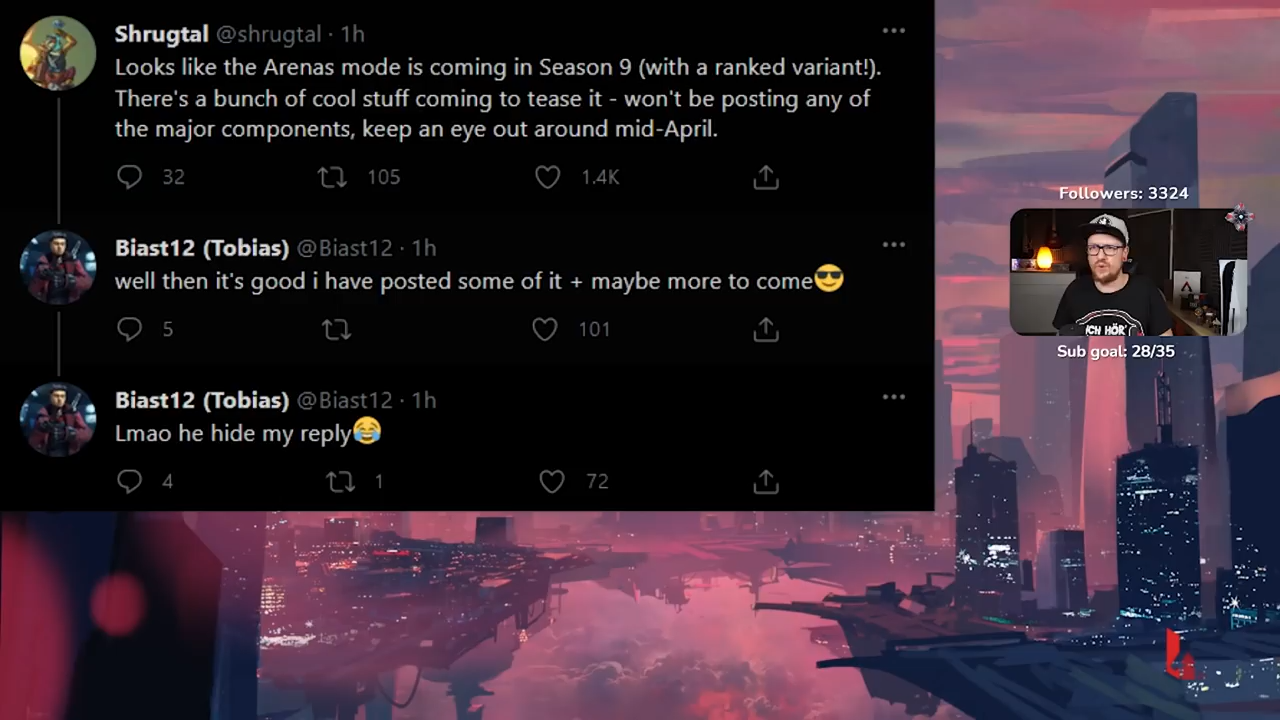 Shrugtal @shrugtal · 1h
Looks like the Arenas mode is coming in Season 9 (with a ranked variant!).
There's a bunch of cool stuff coming to tease it - won't be posting any of
the major components, keep an eye out around mid-April.
32 105 1.4K
Biast12 (Tobias) @Biast12 · 1h
well then it's good i have posted some of it + maybe more to come😎
5 101
Biast12 (Tobias) @Biast12 · 1h
Lmao he hide my reply😂
4 1 72
Followers: 3324
ICH HÖR'
Sub goal: 28/35